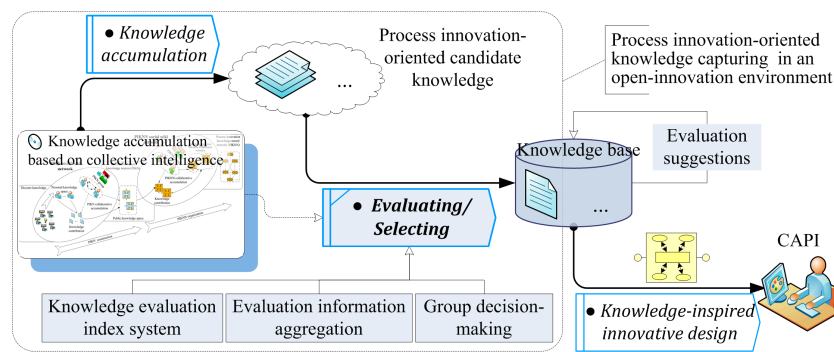 ● Knowledge
accumulation
Process innovation-
oriented candidate
knowledge
...
Process innovation-oriented
knowledge capturing in an
open-innovation environment
Knowledge accumulation
based on collective intelligence
Knowledge base
...
Evaluation
suggestions
● Evaluating/
Selecting
CAPI
Knowledge evaluation
index system
Evaluation information
aggregation
Group decision-
making
● Knowledge-inspired
innovative design